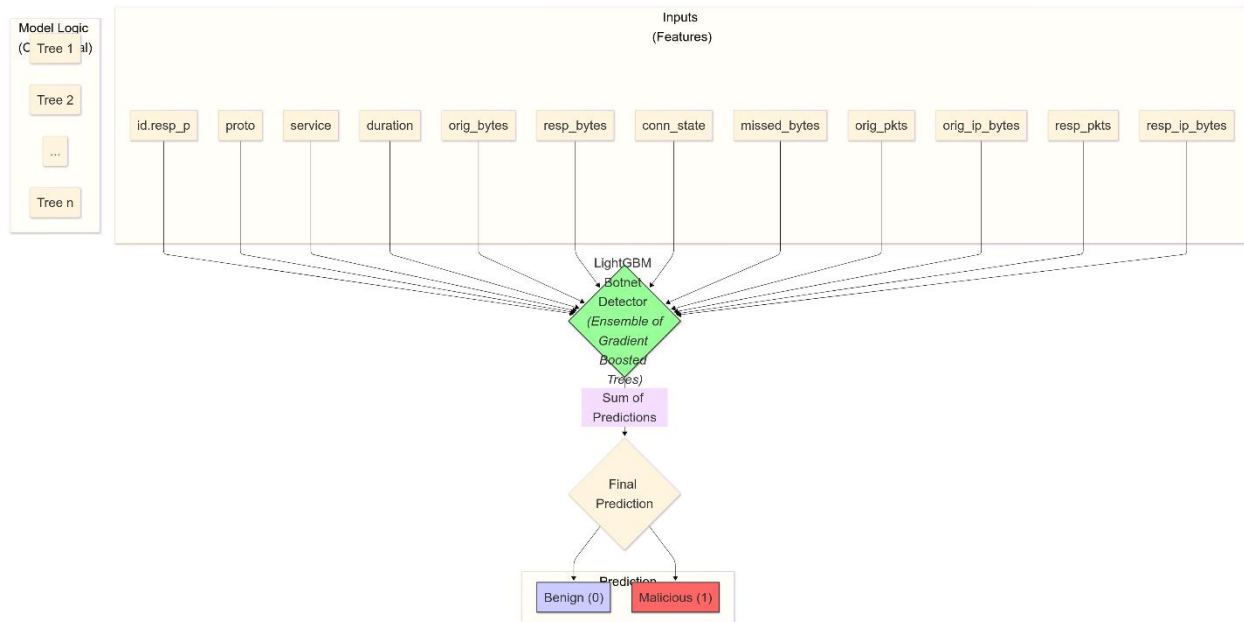 Model Logic
(C al)
Tree 1
Tree 2
...
Tree n
Inputs
(Features)
id.resp_p
proto
service
duration
orig_bytes
resp_bytes
conn_state
missed_bytes
orig_pkts
orig_ip_bytes
resp_pkts
resp_ip_bytes
LightGBM
Botnet
Detector
(Ensemble of
Gradient
Boosted
Trees)
Sum of
Predictions
Final
Prediction
Prediction
Benign (0)
Malicious (1)